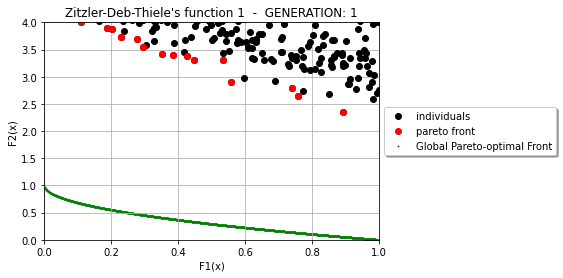 Zitzler-Deb-Thiele's function 1 - GENERATION: 1
4.0
3.5
3.0
2.5
2.0
1.5
1.0
0.5
0.0
F2(x)
0.0 0.2 0.4 0.6 0.8 1.0
F1(x)
individuals
pareto front
Global Pareto-optimal Front